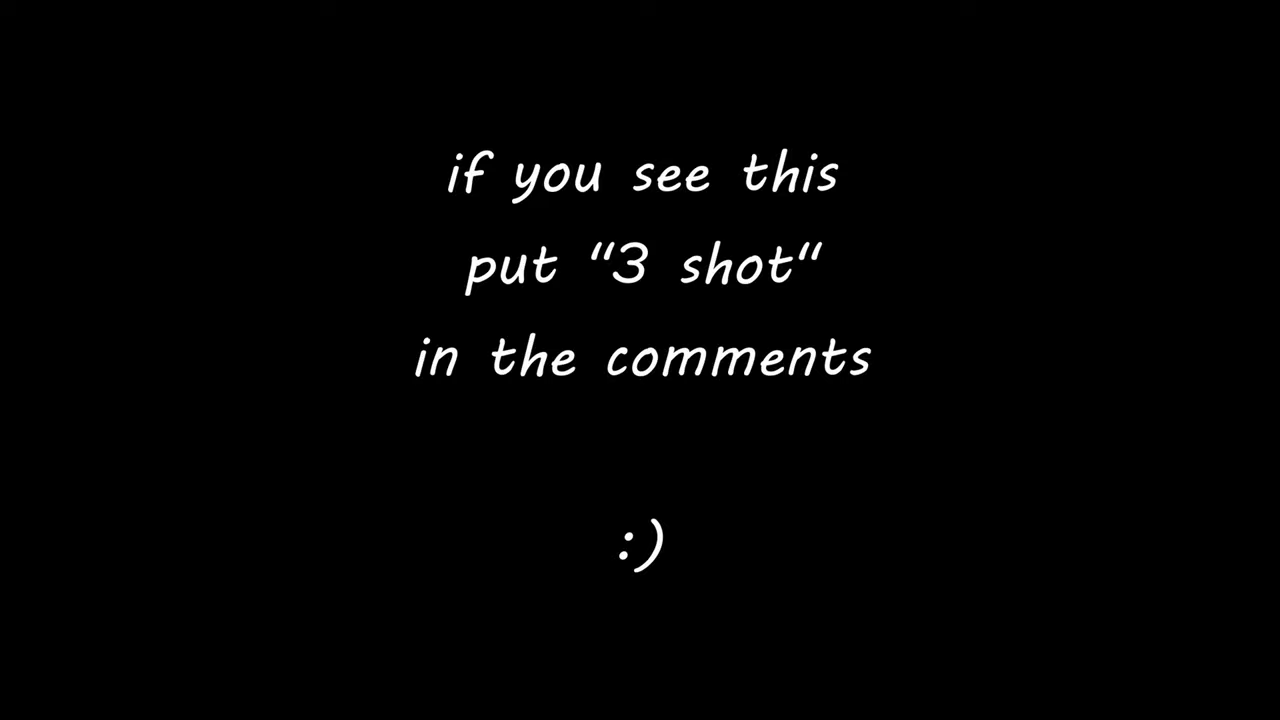 if you see this
put “3 shot“
in the comments
:)